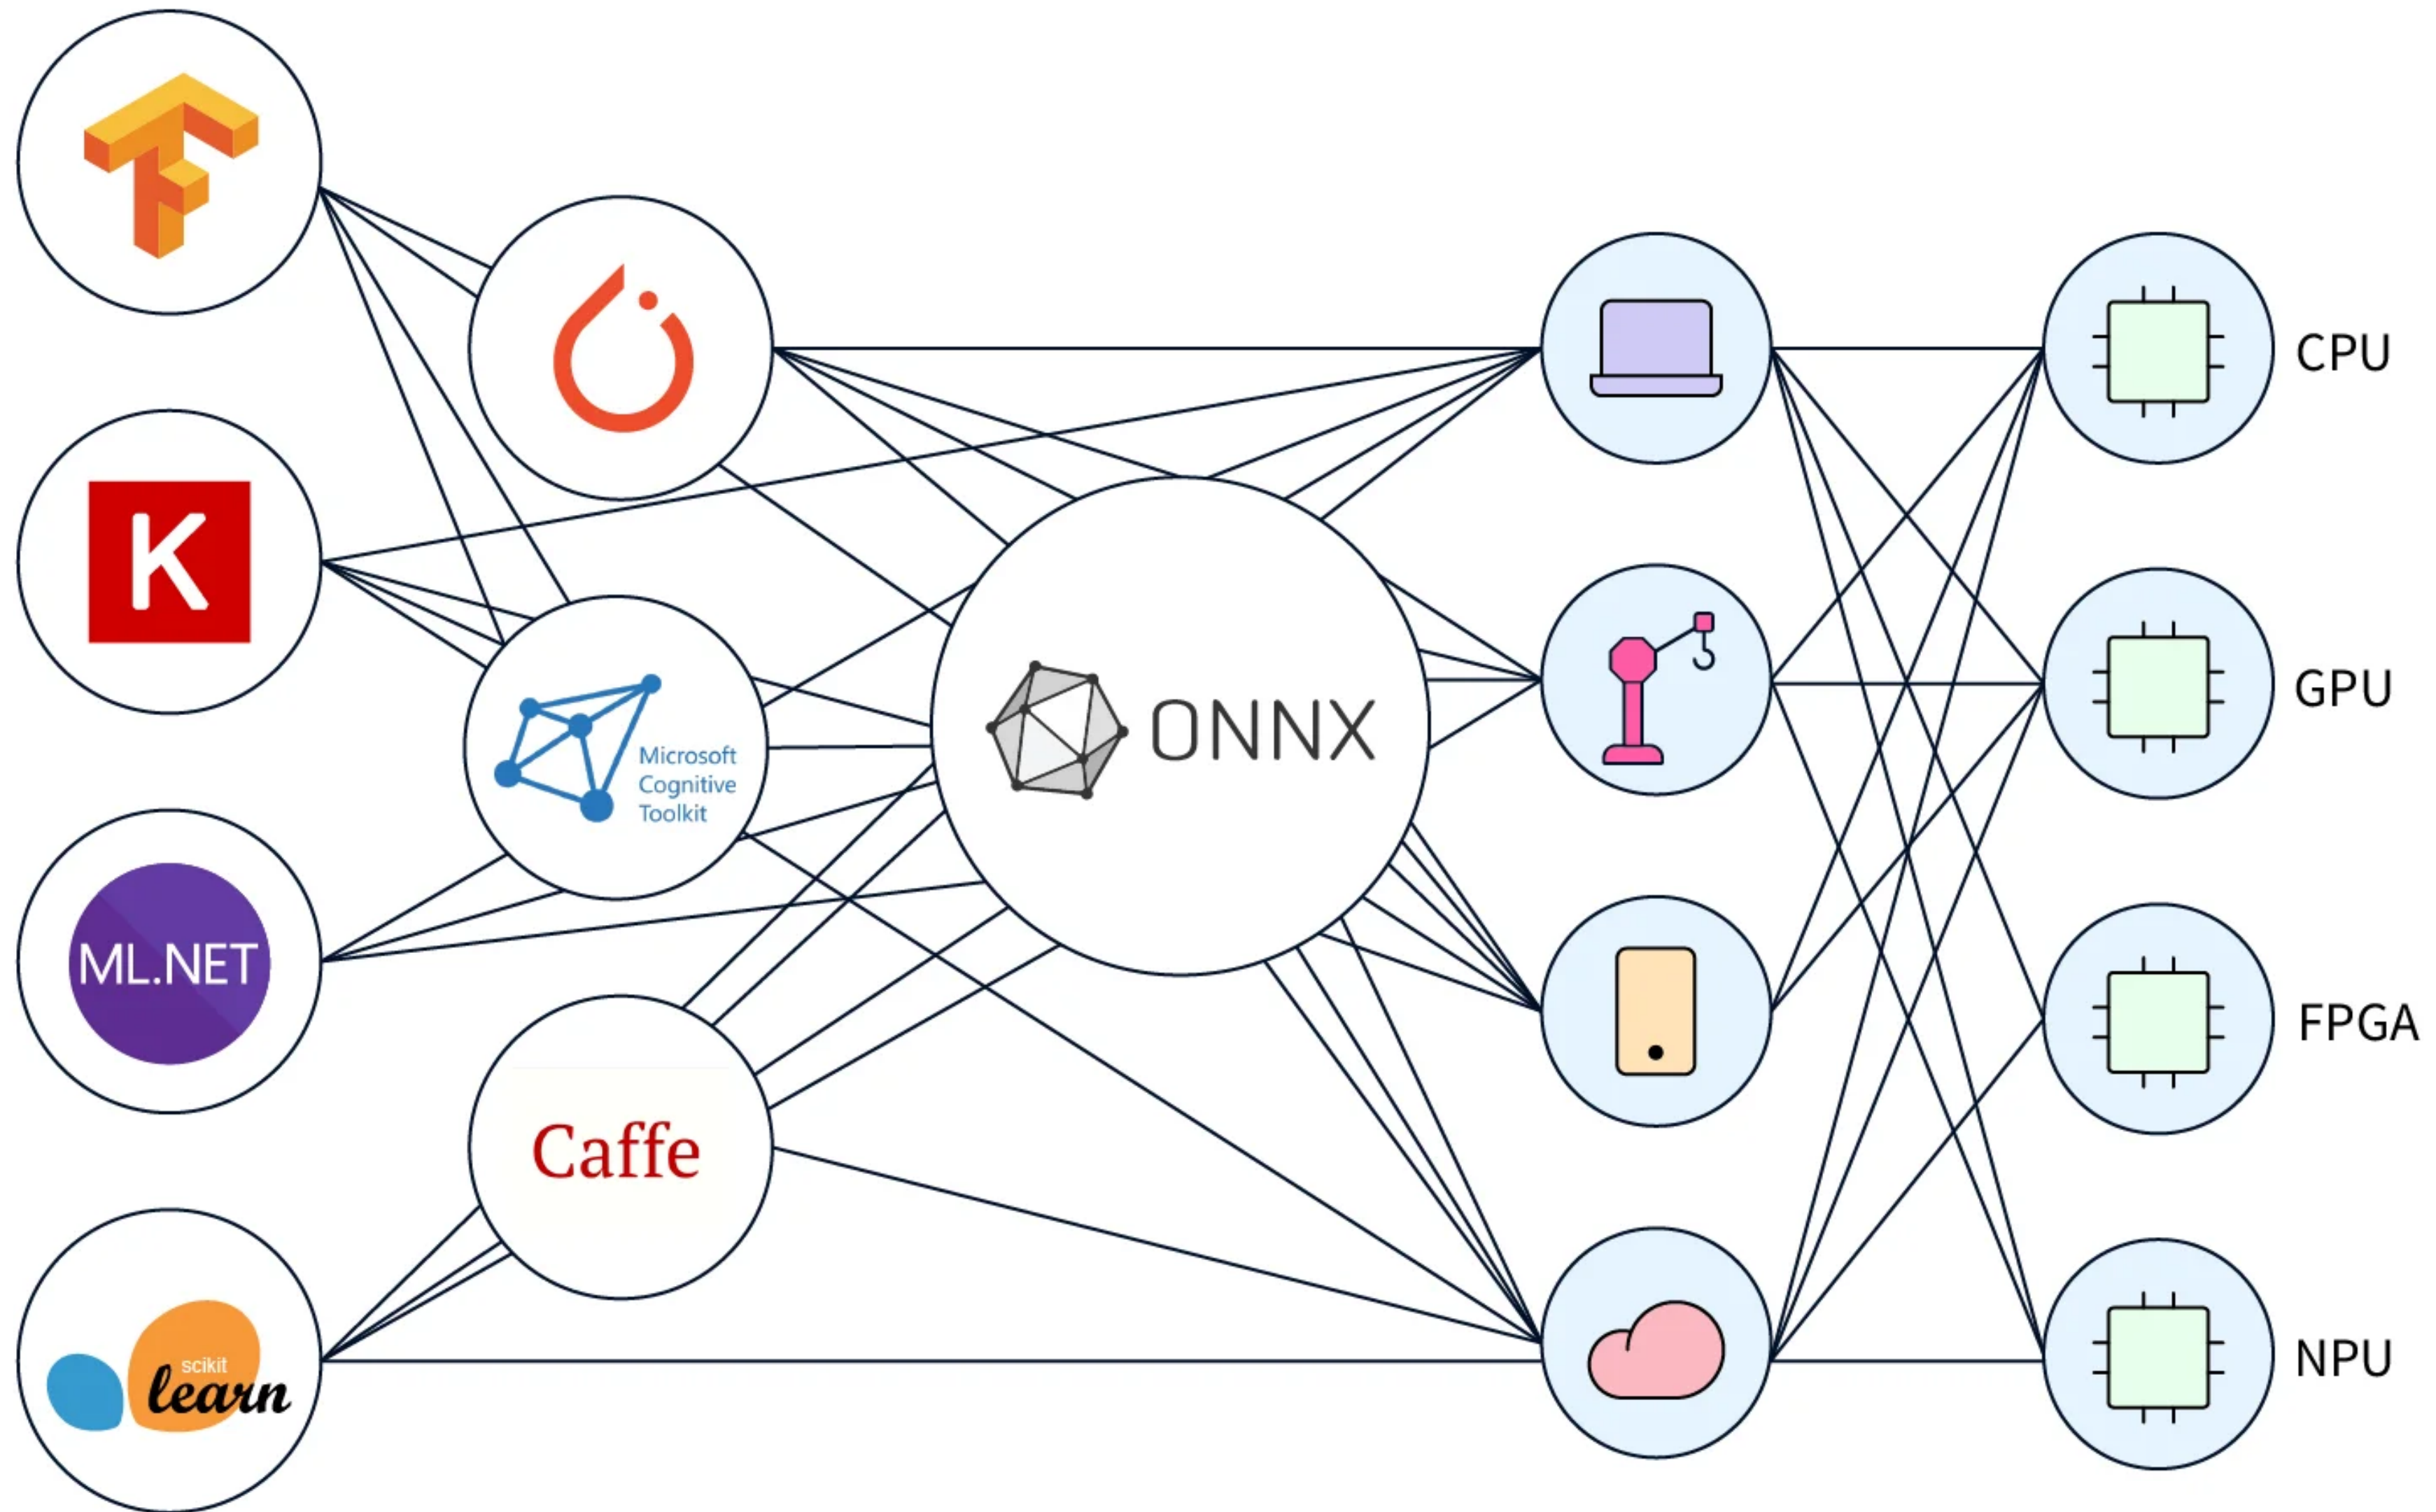 K
Microsoft
Cognitive
Toolkit
ML.NET
Caffe
scikit
learn
ONNX
CPU
GPU
FPGA
NPU